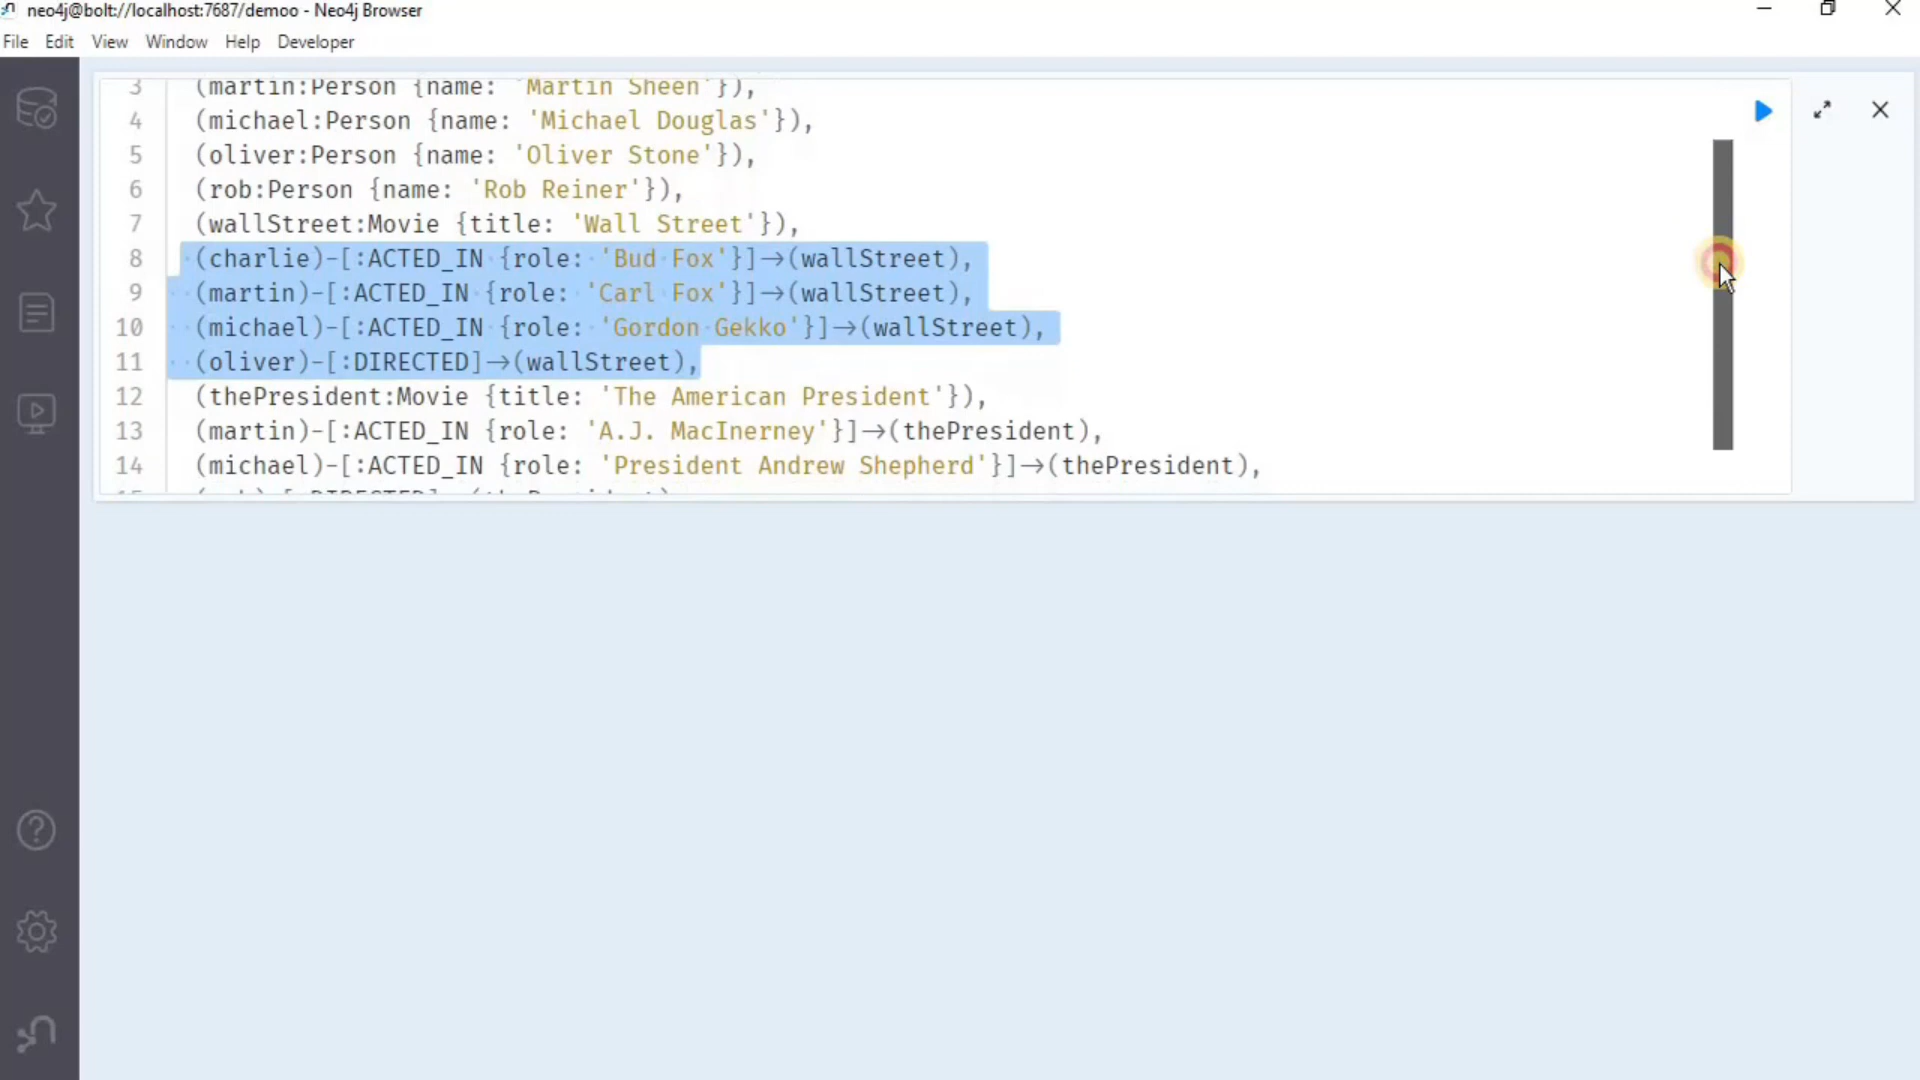 neo4j@bolt://localhost:7687/demoo - Neo4j Browser
File Edit View Window Help Developer
3 (martin:Person {name: 'Martin Sheen'}),
4 (michael:Person {name: 'Michael Douglas'}),
5 (oliver:Person {name: 'Oliver Stone'}),
6 (rob:Person {name: 'Rob Reiner'}),
7 (wallStreet:Movie {title: 'Wall Street'}),
8 (charlie)-[:ACTED_IN {role: 'Bud Fox'}]→(wallStreet),
9 (martin)-[:ACTED_IN {role: 'Carl Fox'}]→(wallStreet),
10 (michael)-[:ACTED_IN {role: 'Gordon Gekko'}]→(wallStreet),
11 (oliver)-[:DIRECTED]→(wallStreet),
12 (thePresident:Movie {title: 'The American President'}),
13 (martin)-[:ACTED_IN {role: 'A.J. MacInerney'}]→(thePresident),
14 (michael)-[:ACTED_IN {role: 'President Andrew Shepherd'}]→(thePresident),